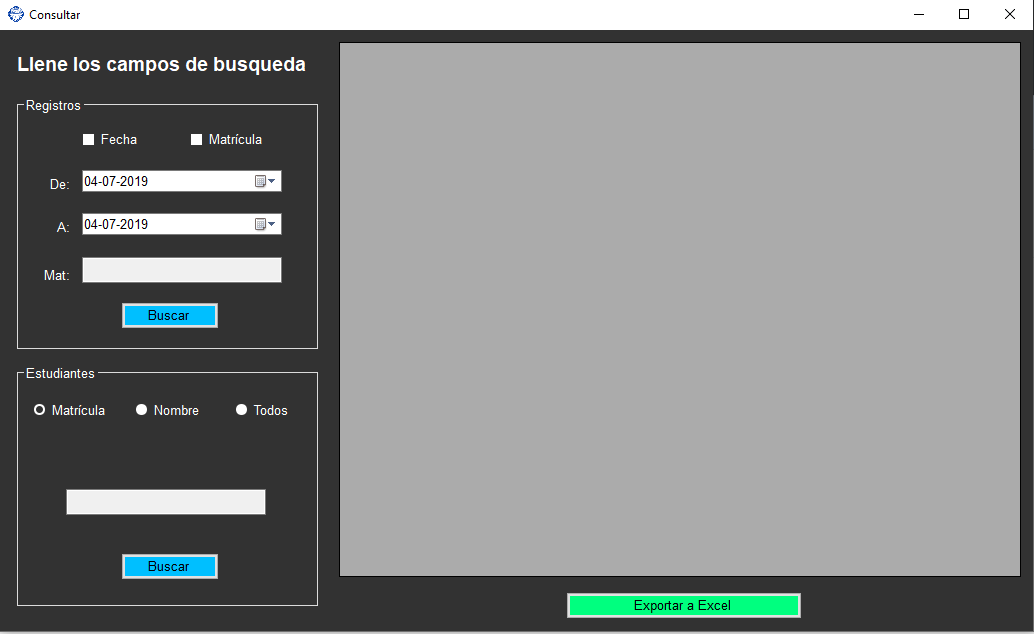 Consultar
Llene los campos de busqueda
Registros
Fecha Matrícula
De: 04-07-2019
A: 04-07-2019
Mat:
Buscar
Estudiantes
Matrícula Nombre Todos
Buscar
Exportar a Excel